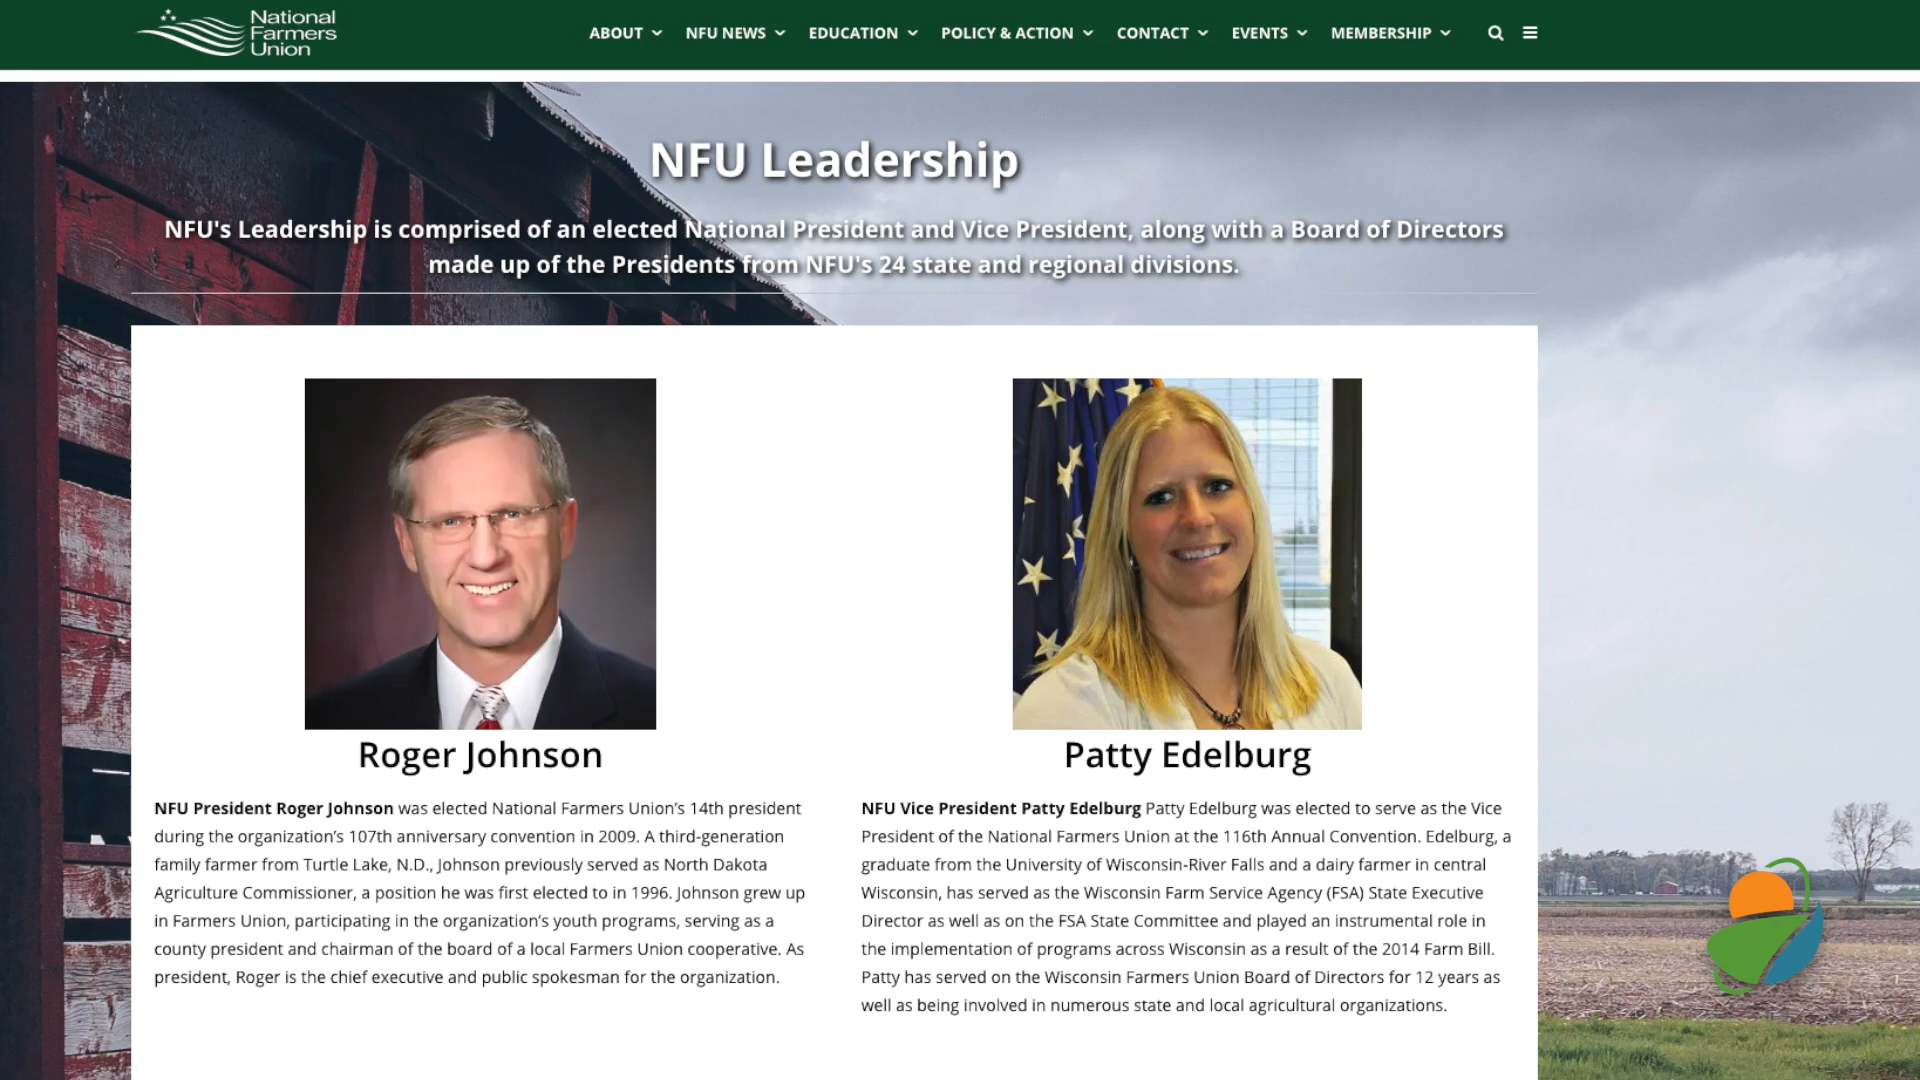 National
Farmers
Union
ABOUT NFU NEWS EDUCATION POLICY & ACTION CONTACT EVENTS MEMBERSHIP
NFU Leadership
NFU's Leadership is comprised of an elected National President and Vice President, along with a Board of Directors
made up of the Presidents from NFU's 24 state and regional divisions.
Roger Johnson
NFU President Roger Johnson was elected National Farmers Union’s 14th president
during the organization’s 107th anniversary convention in 2009. A third-generation
family farmer from Turtle Lake, N.D., Johnson previously served as North Dakota
Agriculture Commissioner, a position he was first elected to in 1996. Johnson grew up
in Farmers Union, participating in the organization’s youth programs, serving as a
county president and chairman of the board of a local Farmers Union cooperative. As
president, Roger is the chief executive and public spokesman for the organization.
Patty Edelburg
NFU Vice President Patty Edelburg Patty Edelburg was elected to serve as the Vice
President of the National Farmers Union at the 116th Annual Convention. Edelburg, a
graduate from the University of Wisconsin-River Falls and a dairy farmer in central
Wisconsin, has served as the Wisconsin Farm Service Agency (FSA) State Executive
Director as well as on the FSA State Committee and played an instrumental role in
the implementation of programs across Wisconsin as a result of the 2014 Farm Bill.
Patty has served on the Wisconsin Farmers Union Board of Directors for 12 years as
well as being involved in numerous state and local agricultural organizations.